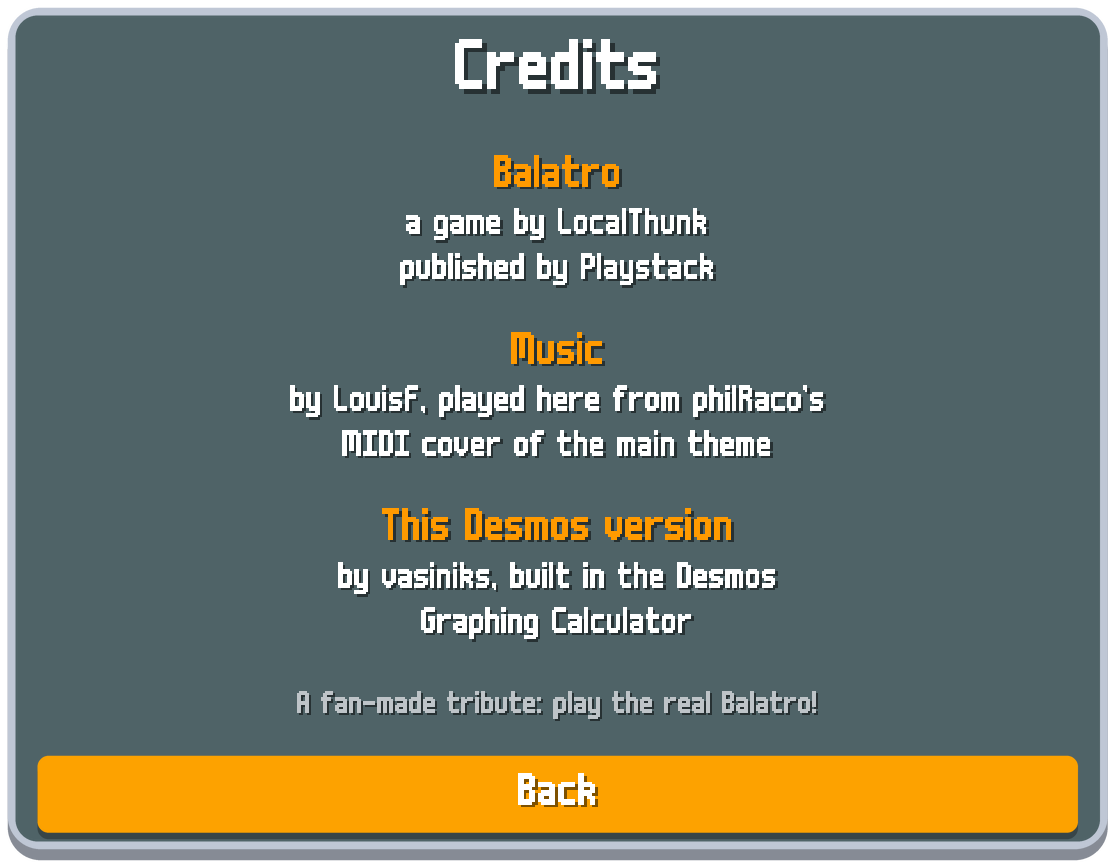 Credits
Balatro
a game by LocalThunk
published by Playstack
Music
by LouisF, played here from philRaco's
MIDI cover of the main theme
This Desmos version
by vasiniks, built in the Desmos
Graphing Calculator
A fan-made tribute: play the real Balatro!
Back